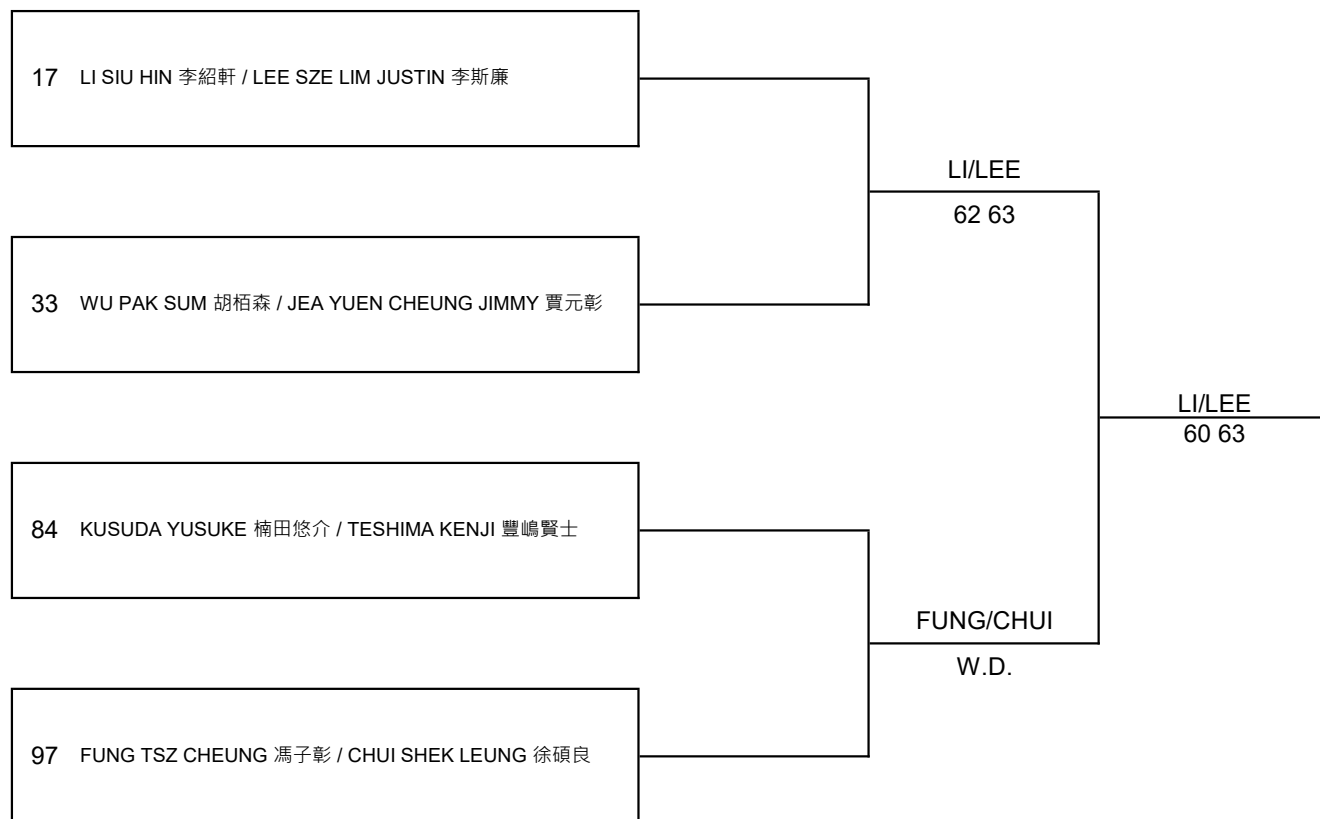 17 LI SIU HIN 李紹軒 / LEE SZE LIM JUSTIN 李斯廉
LI/LEE
62 63
33 WU PAK SUM 胡栢森 / JEA YUEN CHEUNG JIMMY 賈元彰
LI/LEE
60 63
84 KUSUDA YUSUKE 楠田悠介 / TESHIMA KENJI 豐嶋賢士
FUNG/CHUI
W.D.
97 FUNG TSZ CHEUNG 馮子彰 / CHUI SHEK LEUNG 徐碩良